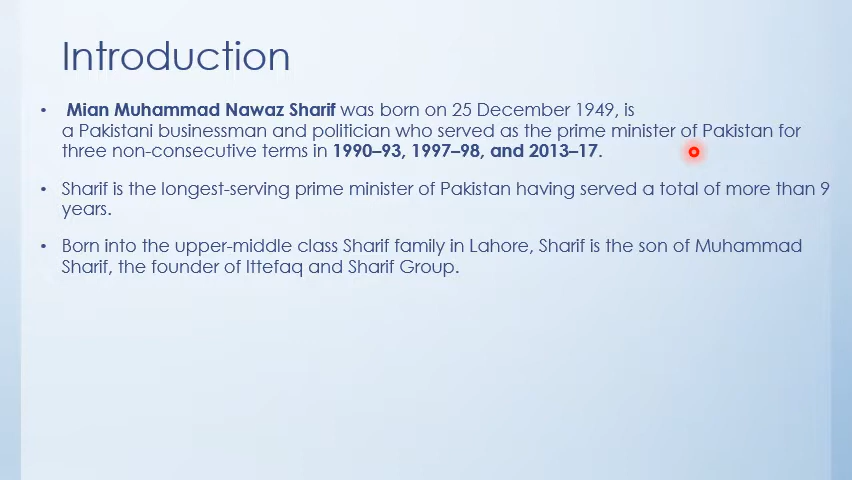 Introduction
• Mian Muhammad Nawaz Sharif was born on 25 December 1949, is
a Pakistani businessman and politician who served as the prime minister of Pakistan for
three non-consecutive terms in 1990–93, 1997–98, and 2013–17.
• Sharif is the longest-serving prime minister of Pakistan having served a total of more than 9
years.
• Born into the upper-middle class Sharif family in Lahore, Sharif is the son of Muhammad
Sharif, the founder of Ittefaq and Sharif Group.